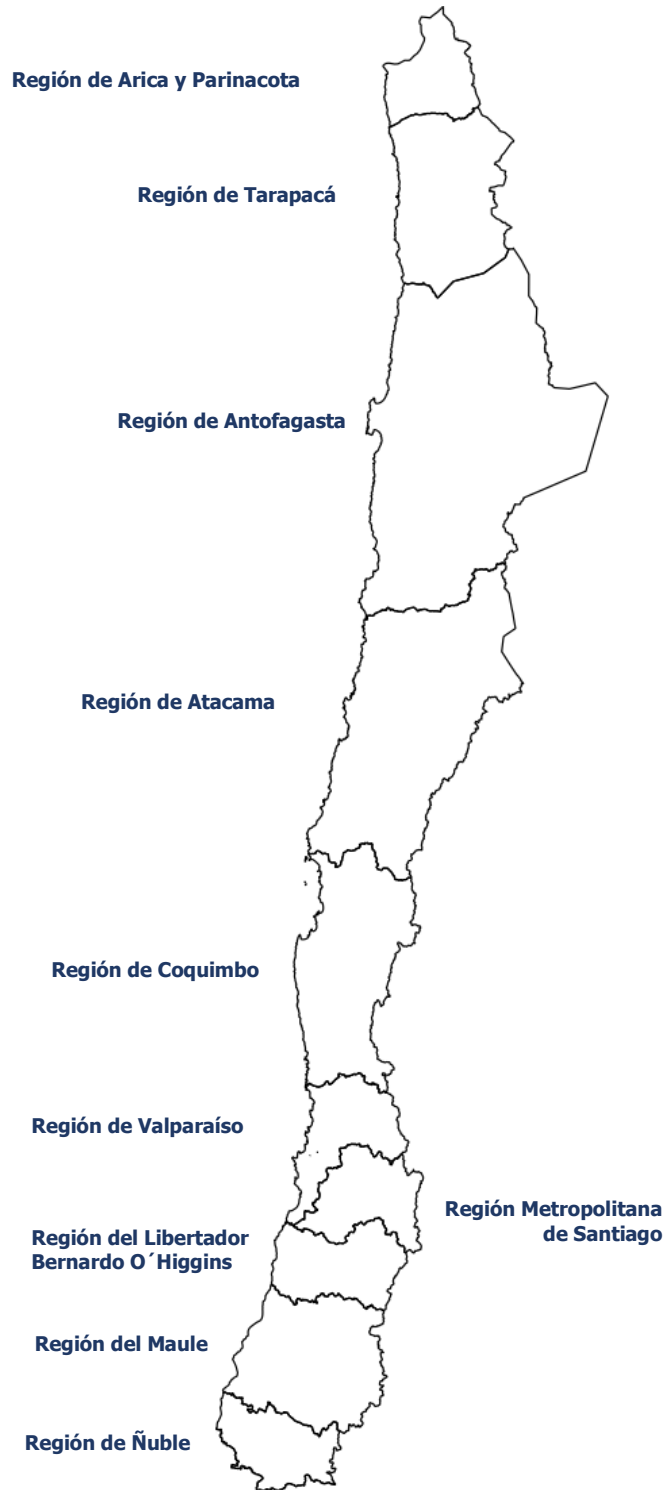 Región de Arica y Parinacota
Región de Tarapacá
Región de Antofagasta
Región de Atacama
Región de Coquimbo
Región de Valparaíso
Región Metropolitana
de Santiago
Región del Libertador
Bernardo O´Higgins
Región del Maule
Región de Ñuble